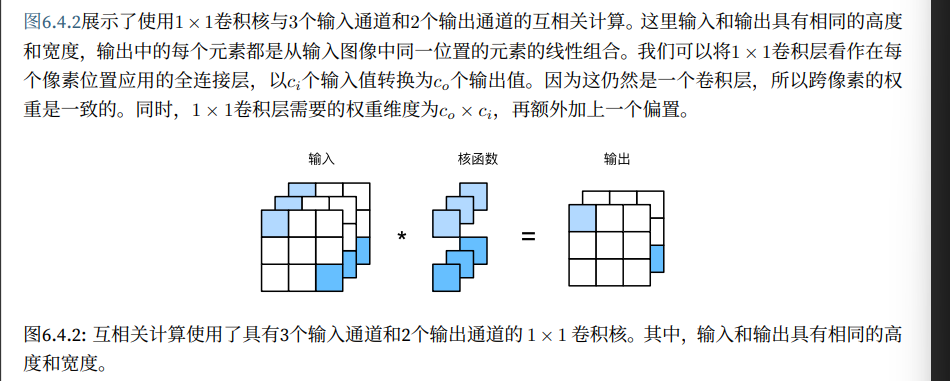 图6.4.2展示了使用1 × 1卷积核与3个输入通道和2个输出通道的互相关计算。这里输入和输出具有相同的高度
和宽度，输出中的每个元素都是从输入图像中同一位置的元素的线性组合。我们可以将1 × 1卷积层看作在每
个像素位置应用的全连接层，以cᵢ个输入值转换为cₒ个输出值。因为这仍然是一个卷积层，所以跨像素的权
重是一致的。同时，1 × 1卷积层需要的权重维度为cₒ × cᵢ，再额外加上一个偏置。
输入 核函数 输出
* =
图6.4.2: 互相关计算使用了具有3个输入通道和2个输出通道的 1 × 1 卷积核。其中，输入和输出具有相同的高
度和宽度。